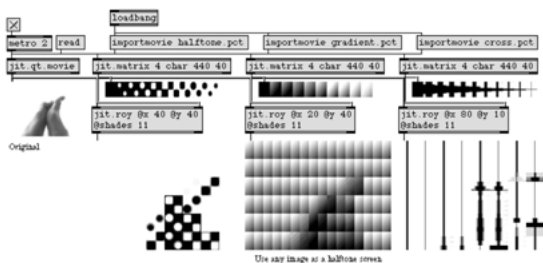 loadbang
metro 2
read
importmovie halftone.pct
importmovie gradient.pct
importmovie cross.pct
jit.qt.movie
jit.matrix 4 char 440 40
jit.matrix 4 char 440 40
jit.matrix 4 char 440 40
jit.roy @x 40 @y 40
@shades 11
jit.roy @x 20 @y 40
@shades 11
jit.roy @x 80 @y 10
@shades 11
Original
Use any image as a halftone screen